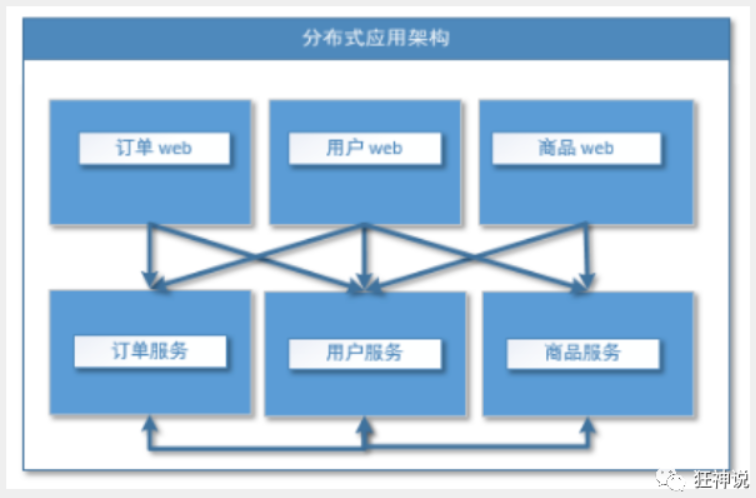 分布式应用架构
订单 web
用户 web
商品 web
订单服务
用户服务
商品服务
狂神说